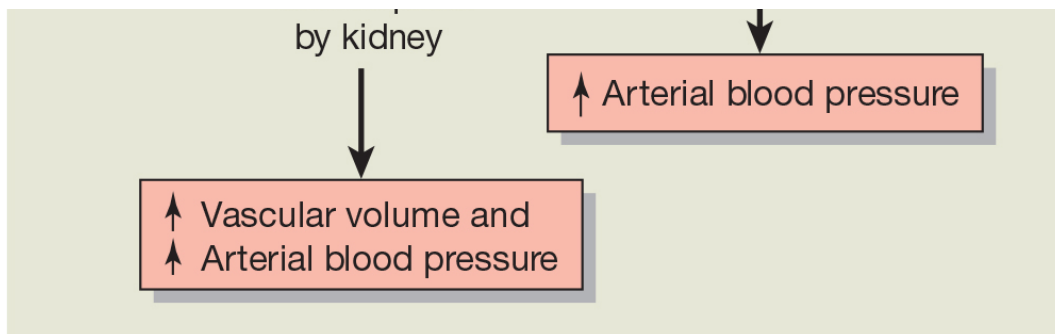 by kidney
↑ Arterial blood pressure
↑ Vascular volume and
↑ Arterial blood pressure